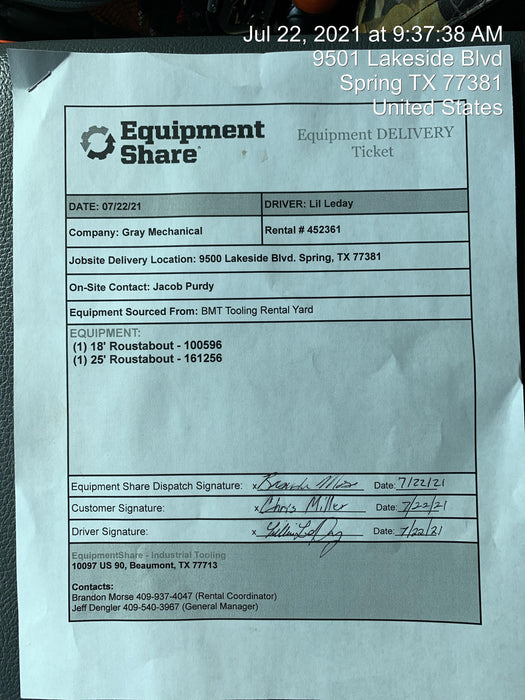 Jul 22, 2021 at 9:37:38 AM
9501 Lakeside Blvd
Spring TX 77381
United States
Equipment
Share
Equipment DELIVERY
Ticket
DATE: 07/22/21
DRIVER: Lil Leday
Company: Gray Mechanical
Rental # 452361
Jobsite Delivery Location: 9500 Lakeside Blvd. Spring, TX 77381
On-Site Contact: Jacob Purdy
Equipment Sourced From: BMT Tooling Rental Yard
EQUIPMENT:
(1) 18' Roustabout - 100596
(1) 25' Roustabout - 161256
Equipment Share Dispatch Signature: x Date: 7/22/21
Customer Signature: x Chris Miller Date: 7/22/21
Driver Signature: x Date: 7/22/21
EquipmentShare - Industrial Tooling
10097 US 90, Beaumont, TX 77713
Contacts:
Brandon Morse 409-937-4047 (Rental Coordinator)
Jeff Dengler 409-540-3967 (General Manager)